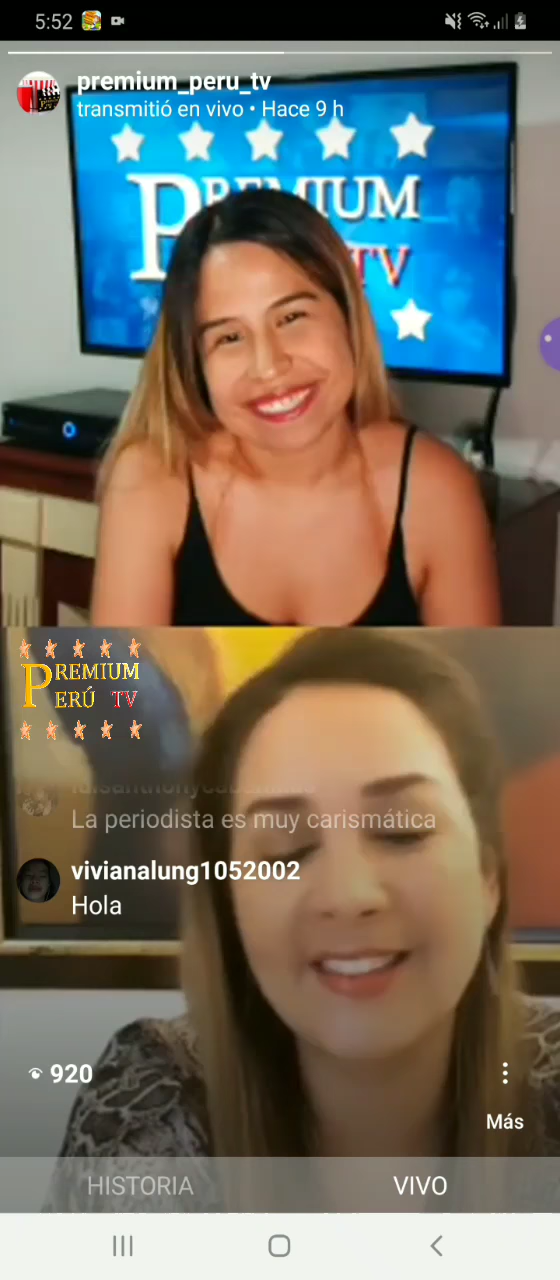 5:52
premium_peru_tv
transmitió en vivo • Hace 9 h
PREMIUM
TV
PREMIUM
PERÚ TV
La periodista es muy carismática
vivianalung1052002
Hola
920
Más
HISTORIA
VIVO